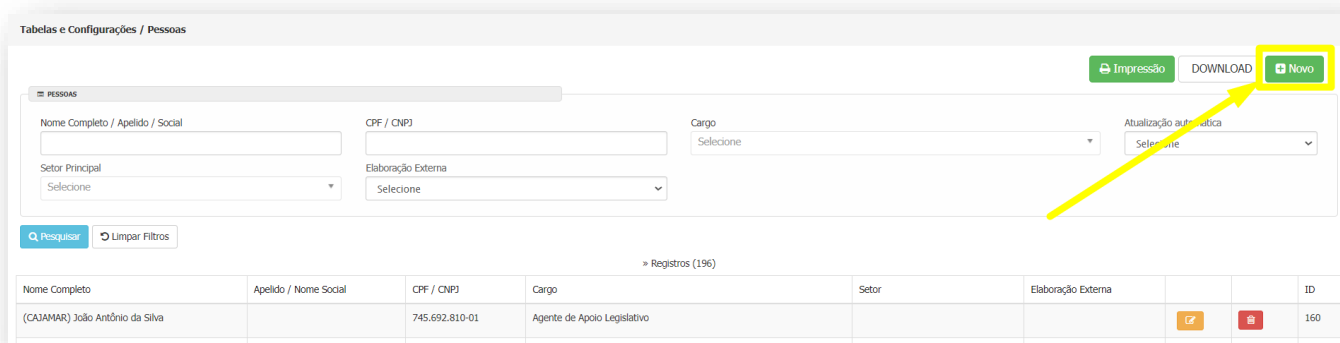 Tabelas e Configurações / Pessoas
Impressão DOWNLOAD Novo
PESSOAS
Nome Completo / Apelido / Social CPF / CNPJ Cargo Atualização automática
Selecione Selecione
Setor Principal Elaboração Externa
Selecione Selecione
Pesquisar Limpar Filtros
» Registros (196)
Nome Completo Apelido / Nome Social CPF / CNPJ Cargo Setor Elaboração Externa ID
(CAJAMAR) João Antônio da Silva 745.692.810-01 Agente de Apoio Legislativo 160